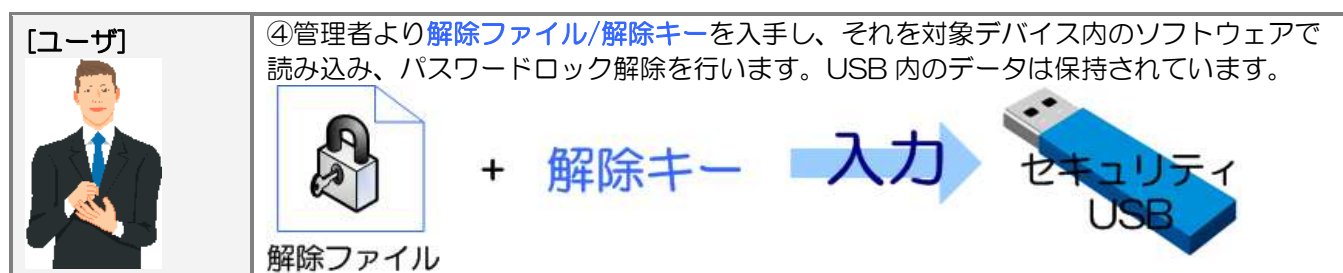 [ユーザ]
④管理者より解除ファイル/解除キーを入手し、それを対象デバイス内のソフトウェアで
読み込み、パスワードロック解除を行います。USB 内のデータは保持されています。
+ 解除キー 入力 セキュリティ
USB
解除ファイル